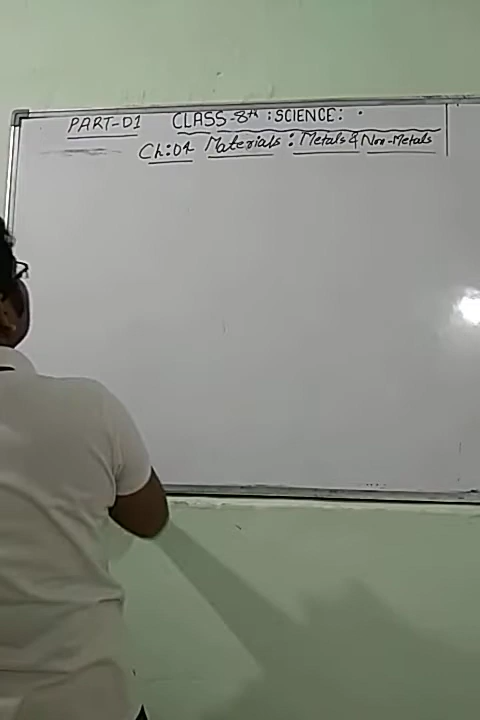 PART-01 CLASS-8th : SCIENCE:
Ch:04 Materials : Metals & Non-Metals